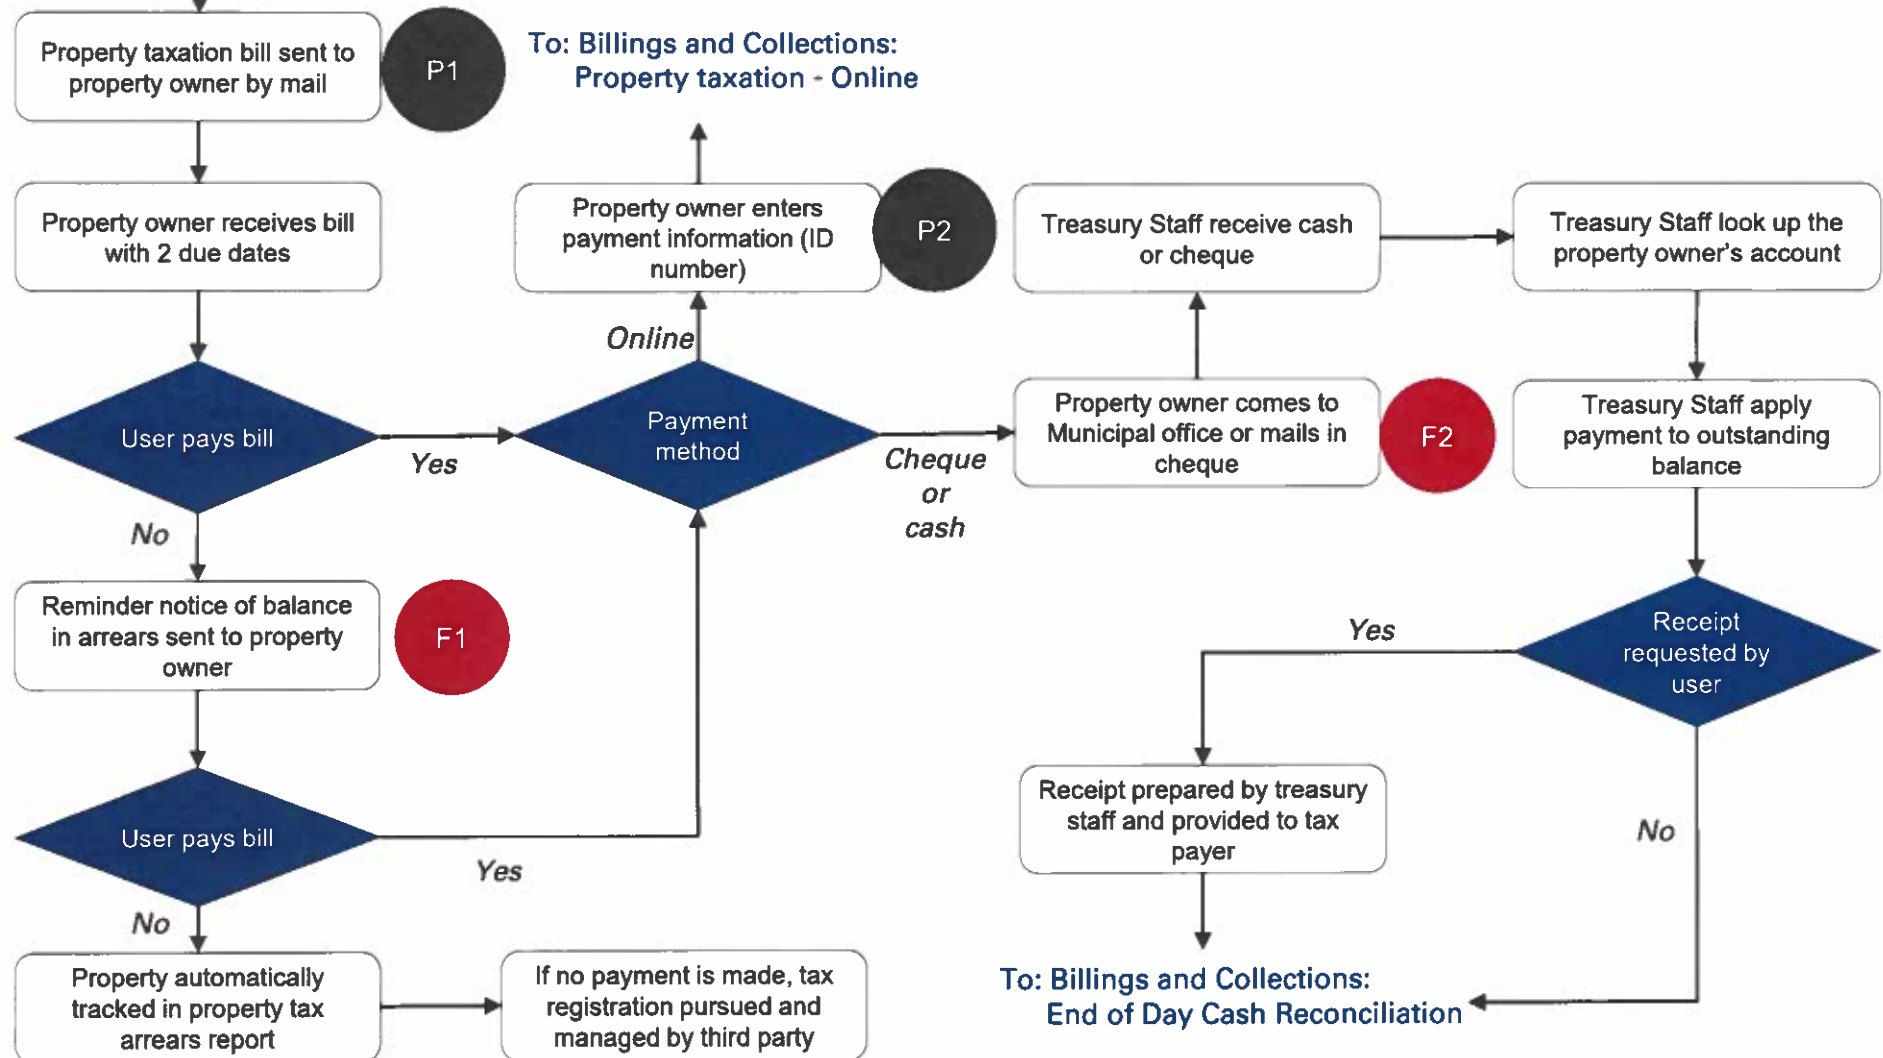 Property taxation bill sent to
property owner by mail
P1
To: Billings and Collections:
Property taxation - Online
Property owner receives bill
with 2 due dates
Property owner enters
payment information (ID
number)
P2
Treasury Staff receive cash
or cheque
Treasury Staff look up the
property owner's account
Online
User pays bill
Yes
Payment
method
Cheque
or
cash
Property owner comes to
Municipal office or mails in
cheque
F2
Treasury Staff apply
payment to outstanding
balance
No
Reminder notice of balance
in arrears sent to property
owner
F1
Yes
Receipt
requested by
user
User pays bill
Yes
Receipt prepared by treasury
staff and provided to tax
payer
No
No
Property automatically
tracked in property tax
arrears report
If no payment is made, tax
registration pursued and
managed by third party
To: Billings and Collections:
End of Day Cash Reconciliation